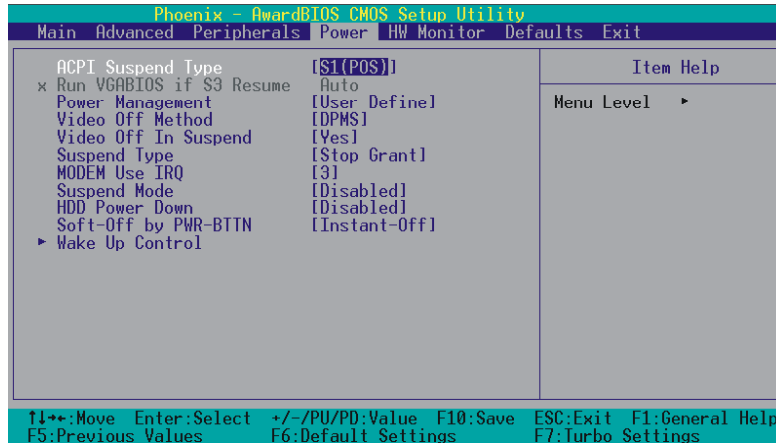 Phoenix - AwardBIOS CMOS Setup Utility
Main Advanced Peripherals Power HW Monitor Defaults Exit
ACPI Suspend Type [S1(POS)]
x Run VGABIOS if S3 Resume Auto
Power Management [User Define]
Video Off Method [DPMS]
Video Off In Suspend [Yes]
Suspend Type [Stop Grant]
MODEM Use IRQ [3]
Suspend Mode [Disabled]
HDD Power Down [Disabled]
Soft-Off by PWR-BTTN [Instant-Off]
▸ Wake Up Control
Item Help
Menu Level ▸
↑↓→←:Move Enter:Select +/-/PU/PD:Value F10:Save ESC:Exit F1:General Help
F5:Previous Values F6:Default Settings F7:Turbo Settings